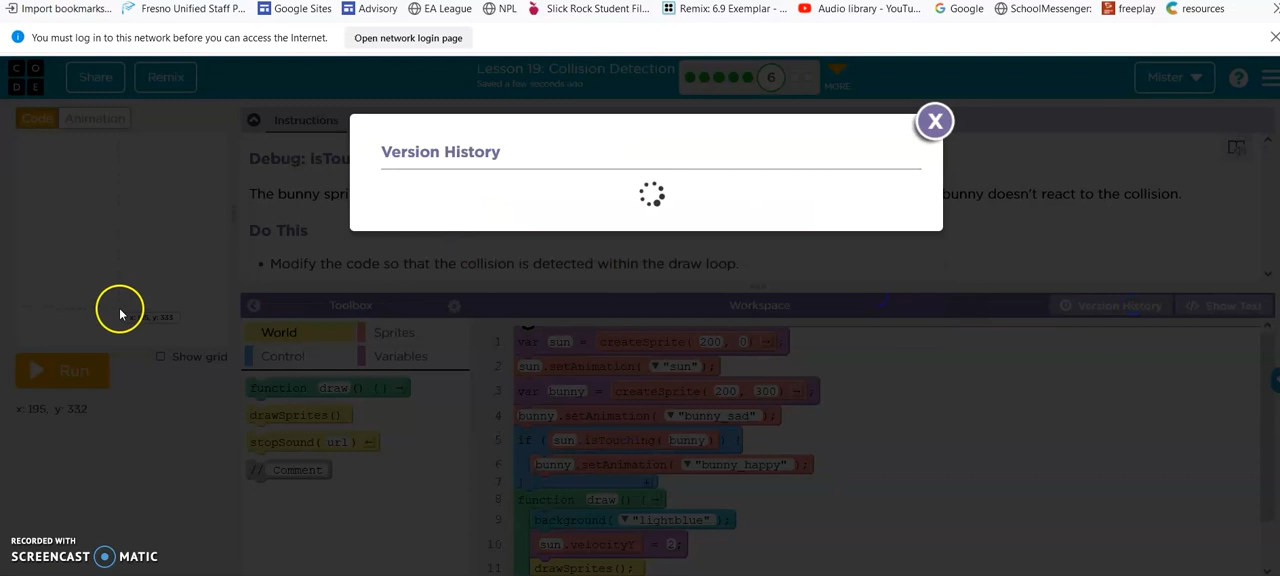 Import bookmarks... Fresno Unified Staff P... Google Sites Advisory EA League NPL Slick Rock Student Fil... Remix: 6.9 Exemplar - ... Audio library - YouTu... Google SchoolMessenger: freeplay resources
You must log in to this network before you can access the Internet. Open network login page
CODE Share Remix Lesson 19: Collision Detection 6 MORE Mister ?
Saved a few seconds ago
Code Animation Instructions
X
Version History
Debug: isTou
The bunny spri bunny doesn't react to the collision.
Do This
• Modify the code so that the collision is detected within the draw loop.
Toolbox Workspace Version History Show Text
World Sprites
Control Variables
Show grid
Run
x: 195, y: 332
function draw() { }
drawSprites()
stopSound( url )
// Comment
1 var sun = createSprite( 200, 0 );
2 sun.setAnimation( "sun" );
3 var bunny = createSprite( 200, 300 );
4 bunny.setAnimation( "bunny_sad" );
5 if ( sun.isTouching( bunny ) ) {
6 bunny.setAnimation( "bunny_happy" );
7 }
8 function draw() {
9 background( "lightblue" );
10 sun.velocityY = 2;
11 drawSprites();
RECORDED WITH
SCREENCAST MATIC